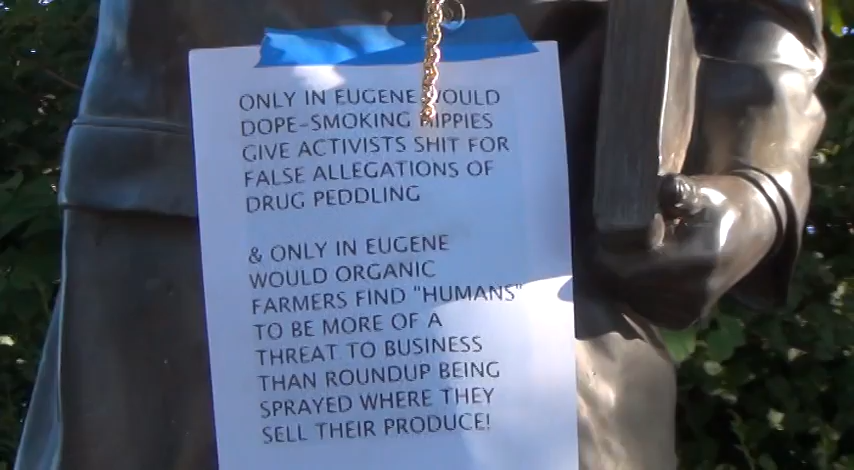 ONLY IN EUGENE WOULD
DOPE-SMOKING HIPPIES
GIVE ACTIVISTS SHIT FOR
FALSE ALLEGATIONS OF
DRUG PEDDLING
& ONLY IN EUGENE
WOULD ORGANIC
FARMERS FIND "HUMANS"
TO BE MORE OF A
THREAT TO BUSINESS
THAN ROUNDUP BEING
SPRAYED WHERE THEY
SELL THEIR PRODUCE!